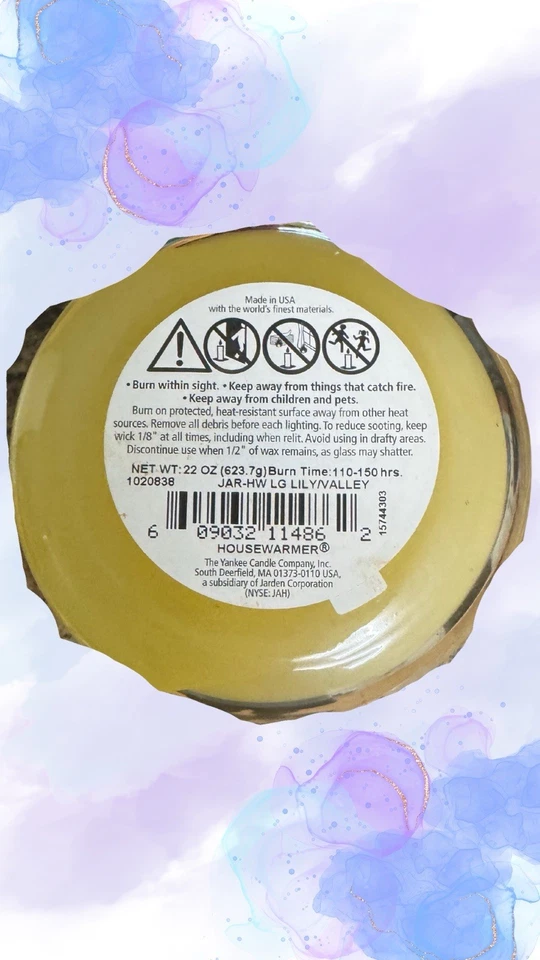 Made in USA
with the world's finest materials.
• Burn within sight. • Keep away from things that catch fire.
• Keep away from children and pets.
Burn on protected, heat-resistant surface away from other heat
sources. Remove all debris before each lighting. To reduce sooting, keep
wick 1/8" at all times, including when relit. Avoid using in drafty areas.
Discontinue use when 1/2" of wax remains, as glass may shatter.
NET WT: 22 OZ (623.7g) Burn Time: 110-150 hrs.
1020838 JAR-HW LG LILY/VALLEY
15744303
6 09032 11486 2
HOUSEWARMER®
The Yankee Candle Company, Inc.
South Deerfield, MA 01373-0110 USA,
a subsidiary of Jarden Corporation
(NYSE: JAH)